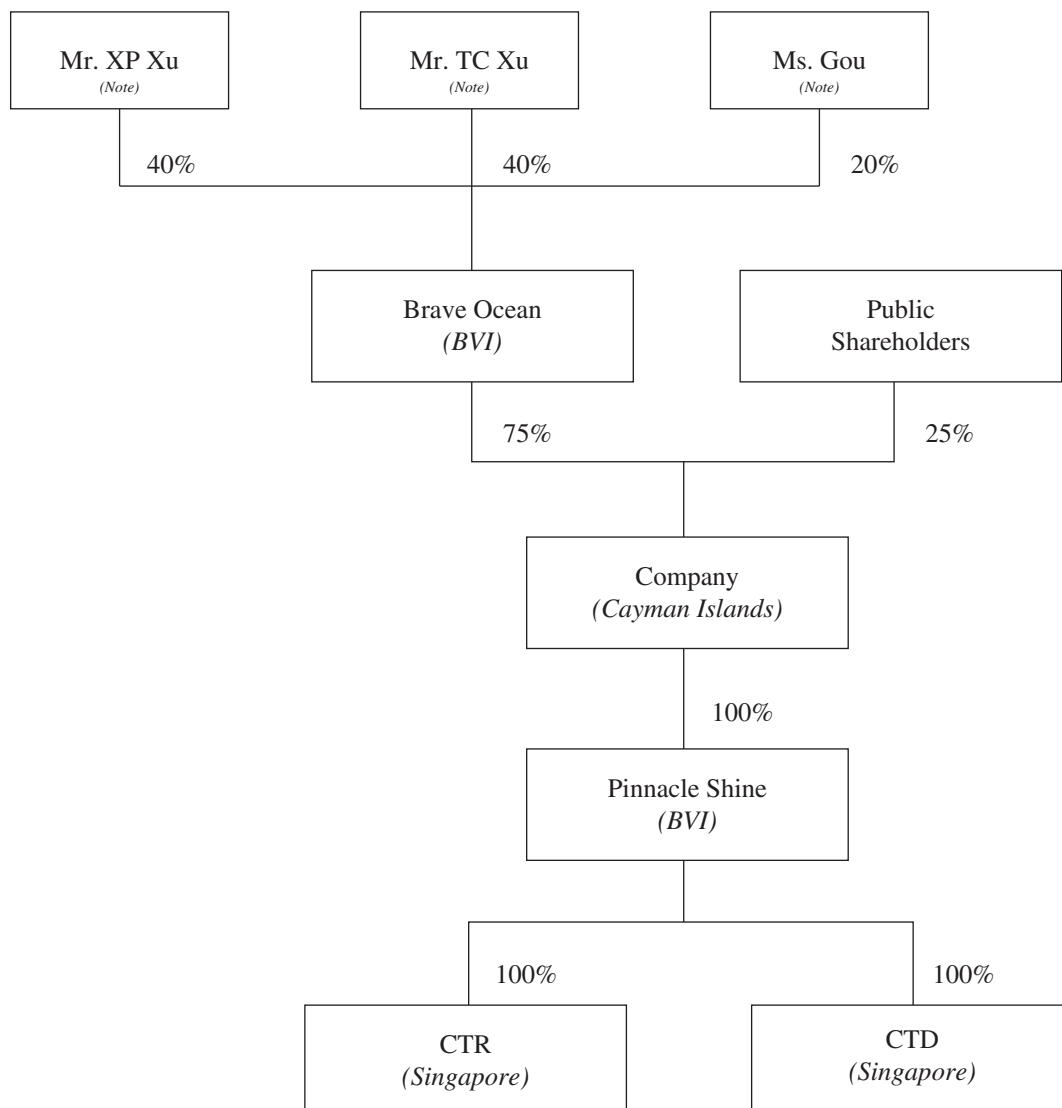 Mr. XP Xu
(Note)
Mr. TC Xu
(Note)
Ms. Gou
(Note)
40%
40%
20%
Brave Ocean
(BVI)
Public
Shareholders
75%
25%
Company
(Cayman Islands)
100%
Pinnacle Shine
(BVI)
100%
100%
CTR
(Singapore)
CTD
(Singapore)